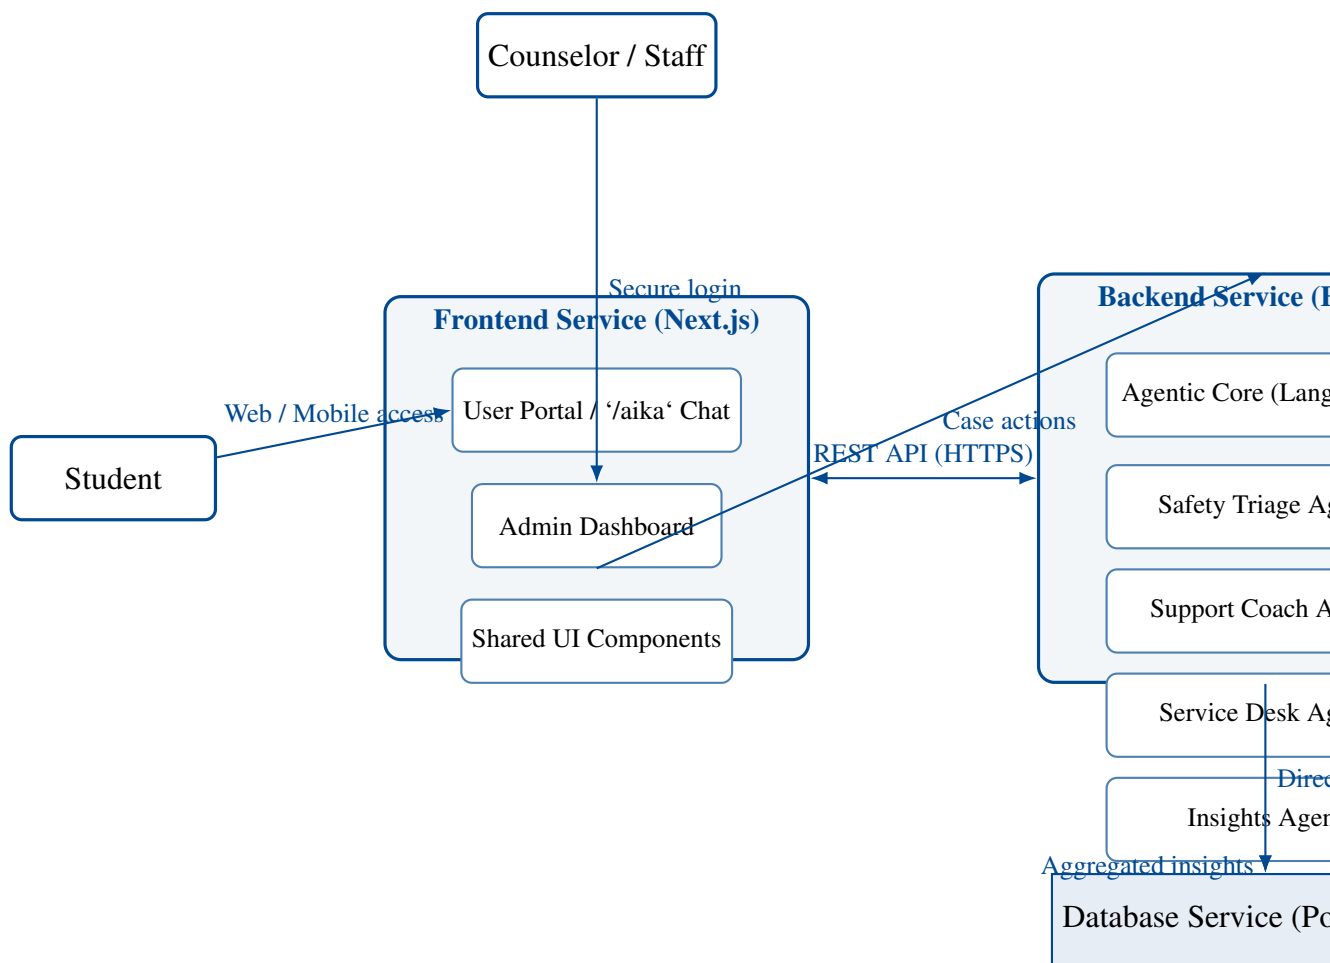 Counselor / Staff
Secure login
Frontend Service (Next.js)
User Portal / ‘/aika‘ Chat
Admin Dashboard
Shared UI Components
Web / Mobile access
Student
Case actions
REST API (HTTPS)
Backend Service (
Agentic Core (Lang
Safety Triage
Support Coach
Service Desk
Insights
Aggregated insights
Database Service (